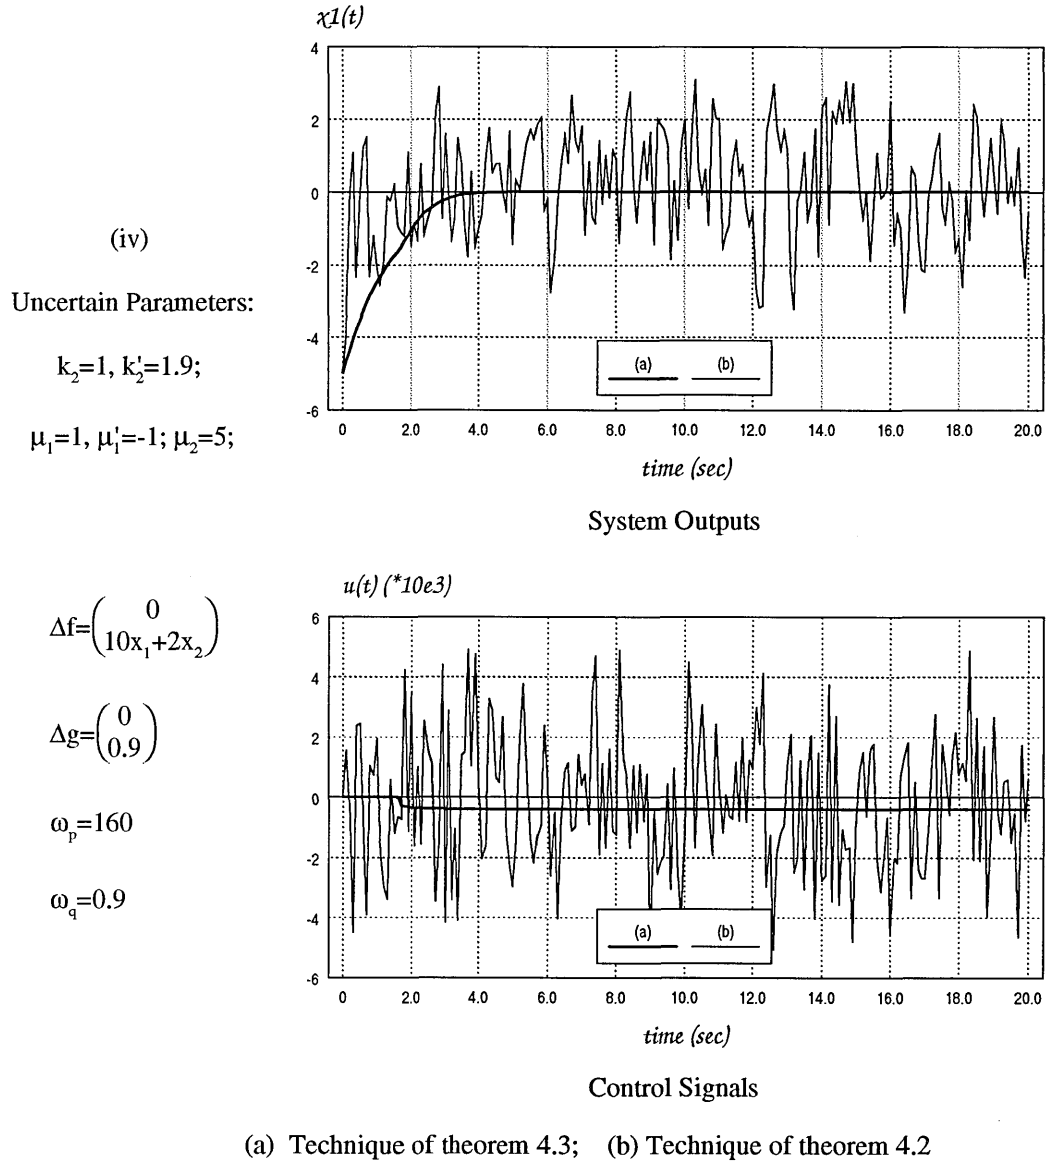 χ1(t)
4
2
0
-2
-4
-6
(a) (b)
0 2.0 4.0 6.0 8.0 10.0 12.0 14.0 16.0 18.0 20.0
time (sec)
System Outputs
(iv)
Uncertain Parameters:
k₂=1, k₂'=1.9;
μ₁=1, μ₁'=-1; μ₂=5;
u(t) (*10e3)
6
4
2
0
-2
-4
-6
(a) (b)
0 2.0 4.0 6.0 8.0 10.0 12.0 14.0 16.0 18.0 20.0
time (sec)
Control Signals
Δf=(0
10x₁+2x₂)
Δg=(0
0.9)
ωₚ=160
ω_q=0.9
(a) Technique of theorem 4.3; (b) Technique of theorem 4.2